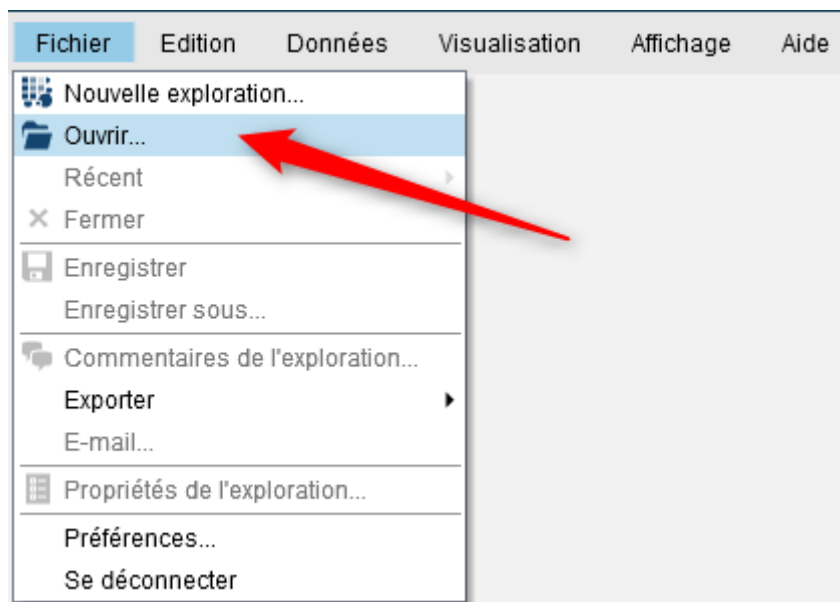 Fichier Edition Données Visualisation Affichage Aide
Nouvelle exploration...
Ouvrir...
Récent
Fermer
Enregistrer
Enregistrer sous...
Commentaires de l'exploration...
Exporter
E-mail...
Propriétés de l'exploration...
Préférences...
Se déconnecter